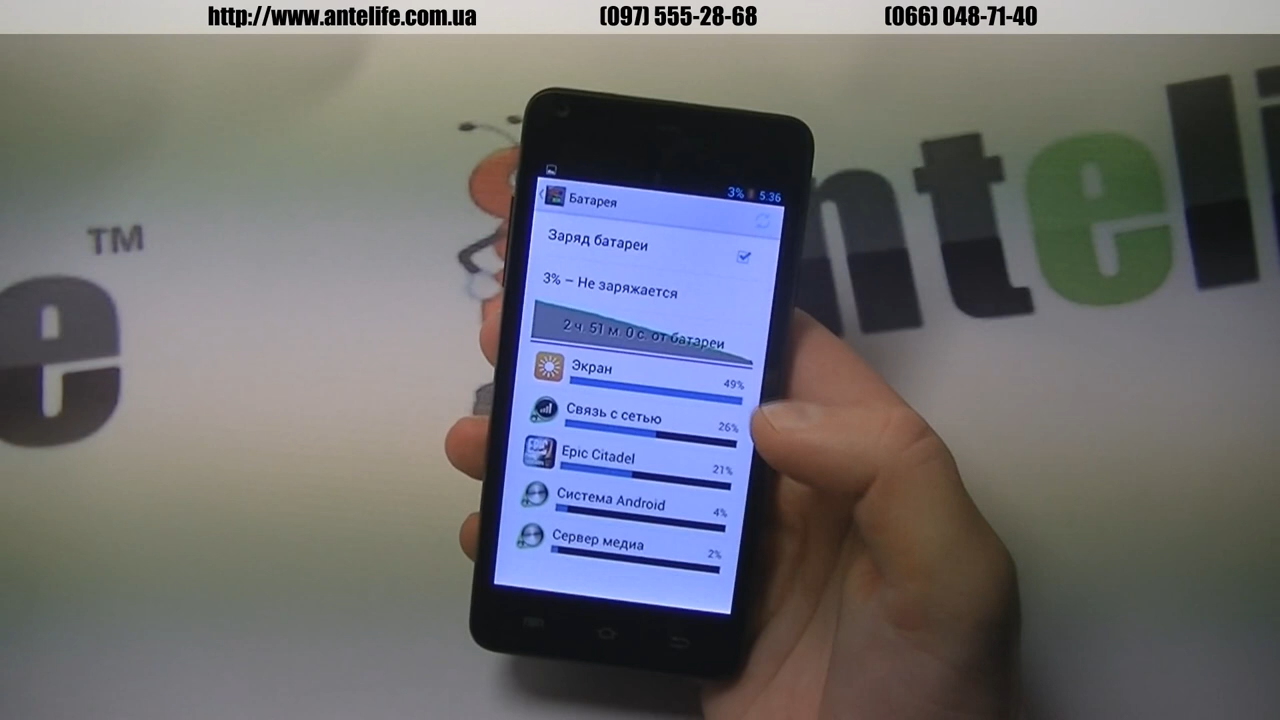 http://www.antelife.com.ua (097) 555-28-68 (066) 048-71-40
e TM
anteli
3% 5:36
Батарея
Заряд батареи
3% – Не заряжается
2 ч. 51 м. 0 с. от батареи
Экран 49%
Связь с сетью 26%
Epic Citadel 21%
Система Android 4%
Сервер медиа 2%